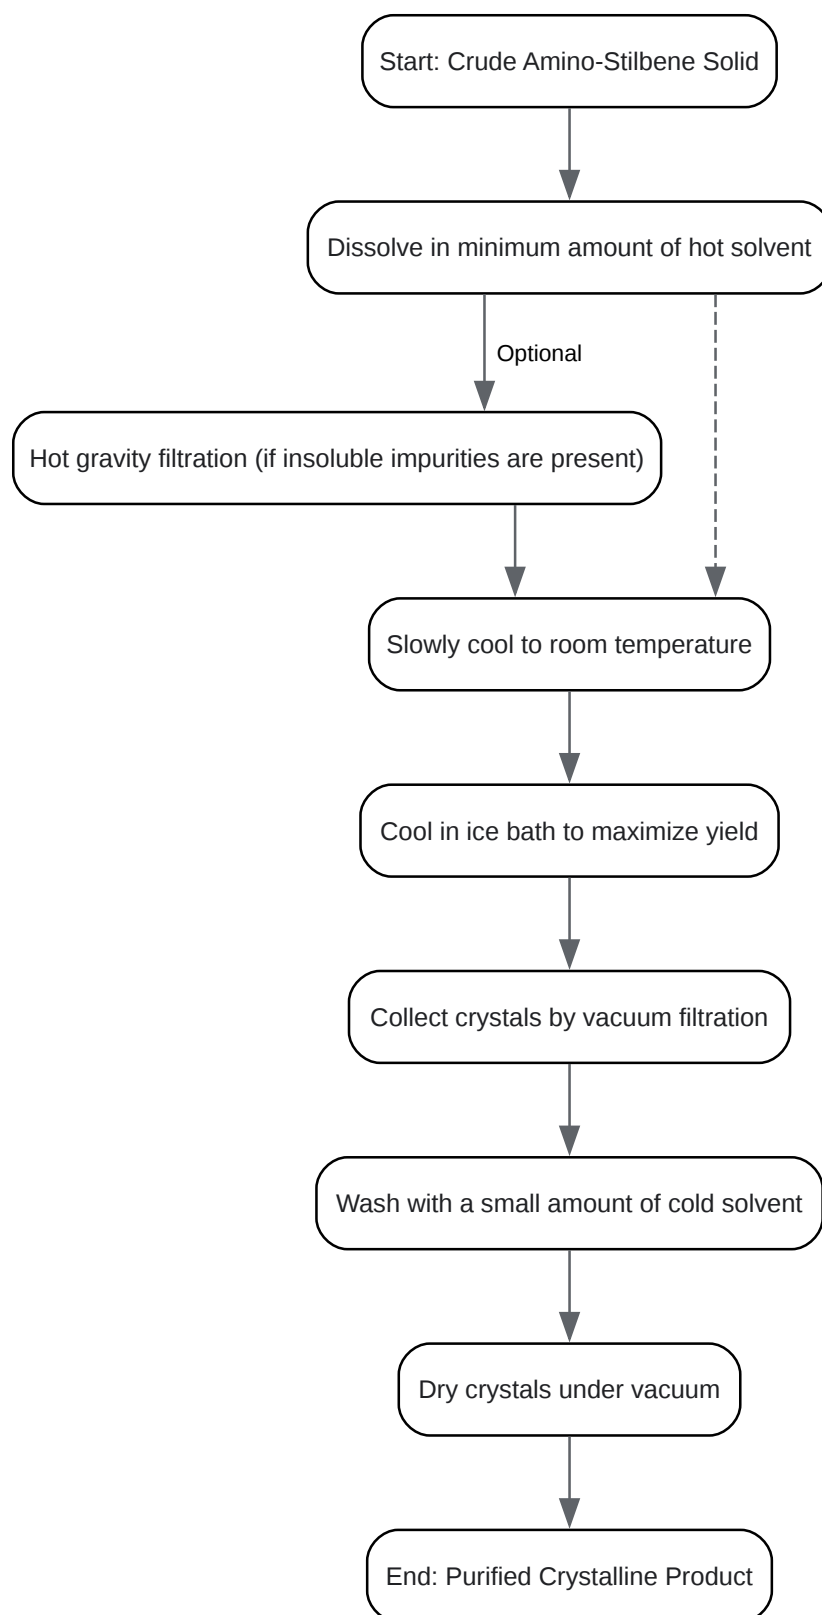 Start: Crude Amino-Stilbene Solid
Dissolve in minimum amount of hot solvent
Optional
Hot gravity filtration (if insoluble impurities are present)
Slowly cool to room temperature
Cool in ice bath to maximize yield
Collect crystals by vacuum filtration
Wash with a small amount of cold solvent
Dry crystals under vacuum
End: Purified Crystalline Product